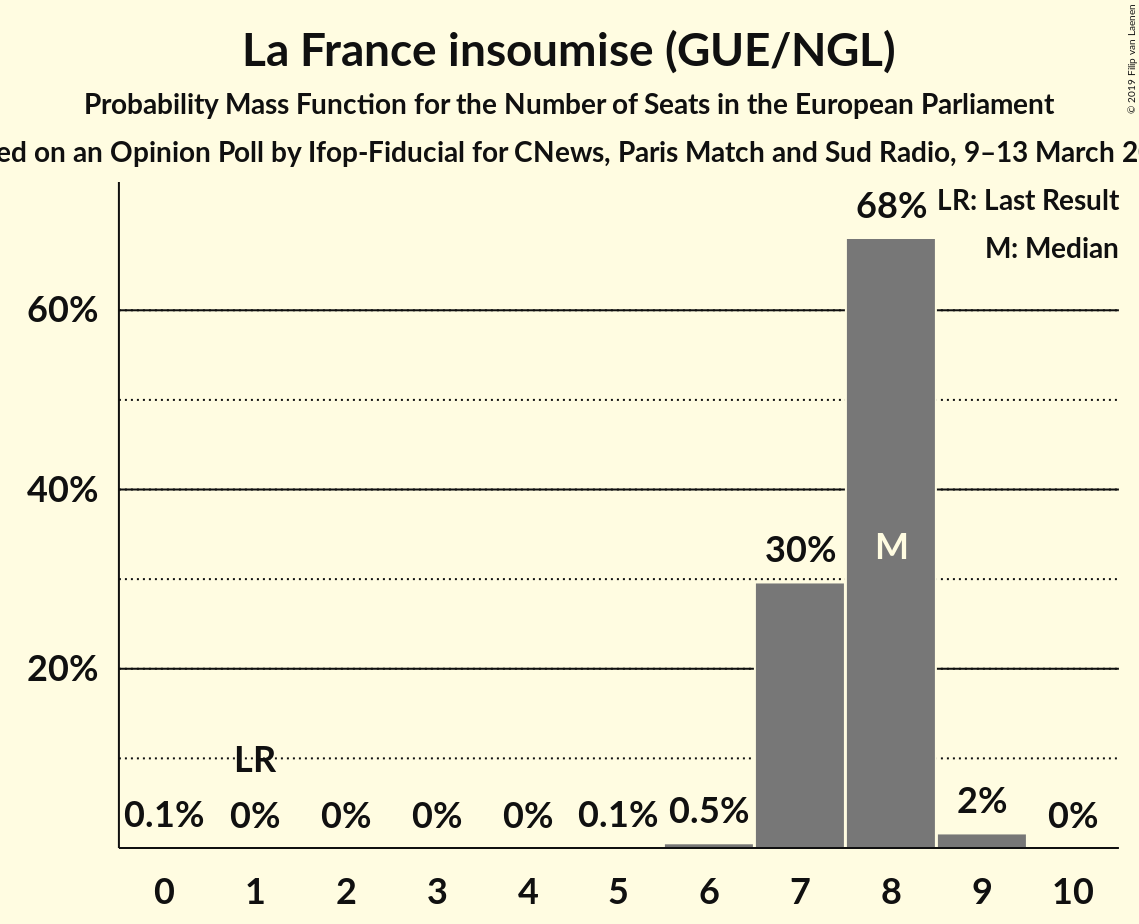 La France insoumise (GUE/NGL)
Probability Mass Function for the Number of Seats in the European Parliament
on an Opinion Poll by Ifop-Fiducial for CNews, Paris Match and Sud Radio, 9–13 March
© 2019 Filip van Laenen
LR: Last Result
M: Median
68%
60%
40%
30%
M
20%
LR
0.1% 0% 0% 0% 0% 0.1% 0.5% 2% 0%
0 1 2 3 4 5 6 7 8 9 10